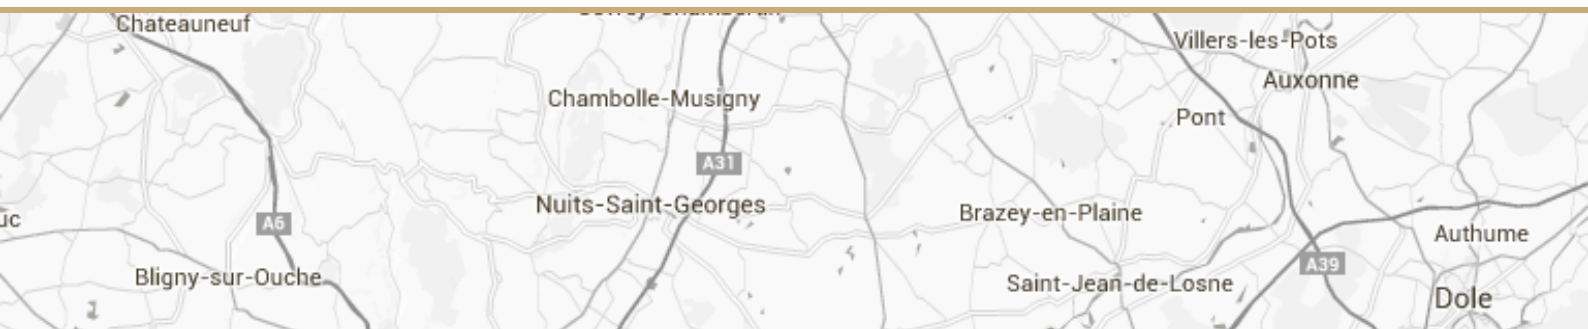 Chateauneuf
Villers-les-Pots
Auxonne
Chambolle-Musigny
Pont
A31
Nuits-Saint-Georges
Brazey-en-Plaine
A6
Authume
A39
Bligny-sur-Ouche
Saint-Jean-de-Losne
Dole